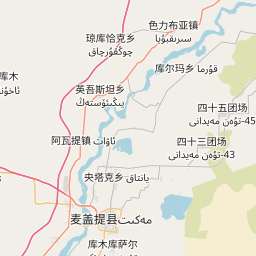 色力布亚镇
سېرىقبۇيا
琼库恰克乡
چوڭقۇرچاق
库尔玛乡 قۇرما
库木
英吾斯坦乡
يېڭىئۆستەڭ
四十五团场
45-تۇەن مەيدانى
阿瓦提镇 ئاۋات
四十三团场
43-تۇەن مەيدانى
央塔克乡 يانتاق
麦盖提县 مەكىت
库木库萨尔